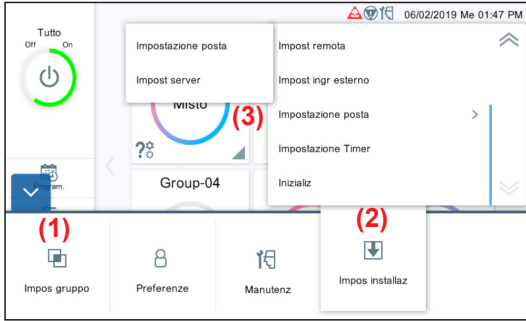 06/02/2019 Me 01:47 PM
Tutto
Off On
Impostazione posta
Impost server
Impost remota
Impost ingr esterno
Impostazione posta
Impostazione Timer
Inizializ
Misto
(3)
Group-04
(1)
(2)
Impos gruppo
Preferenze
Manutenz
Impos installaz